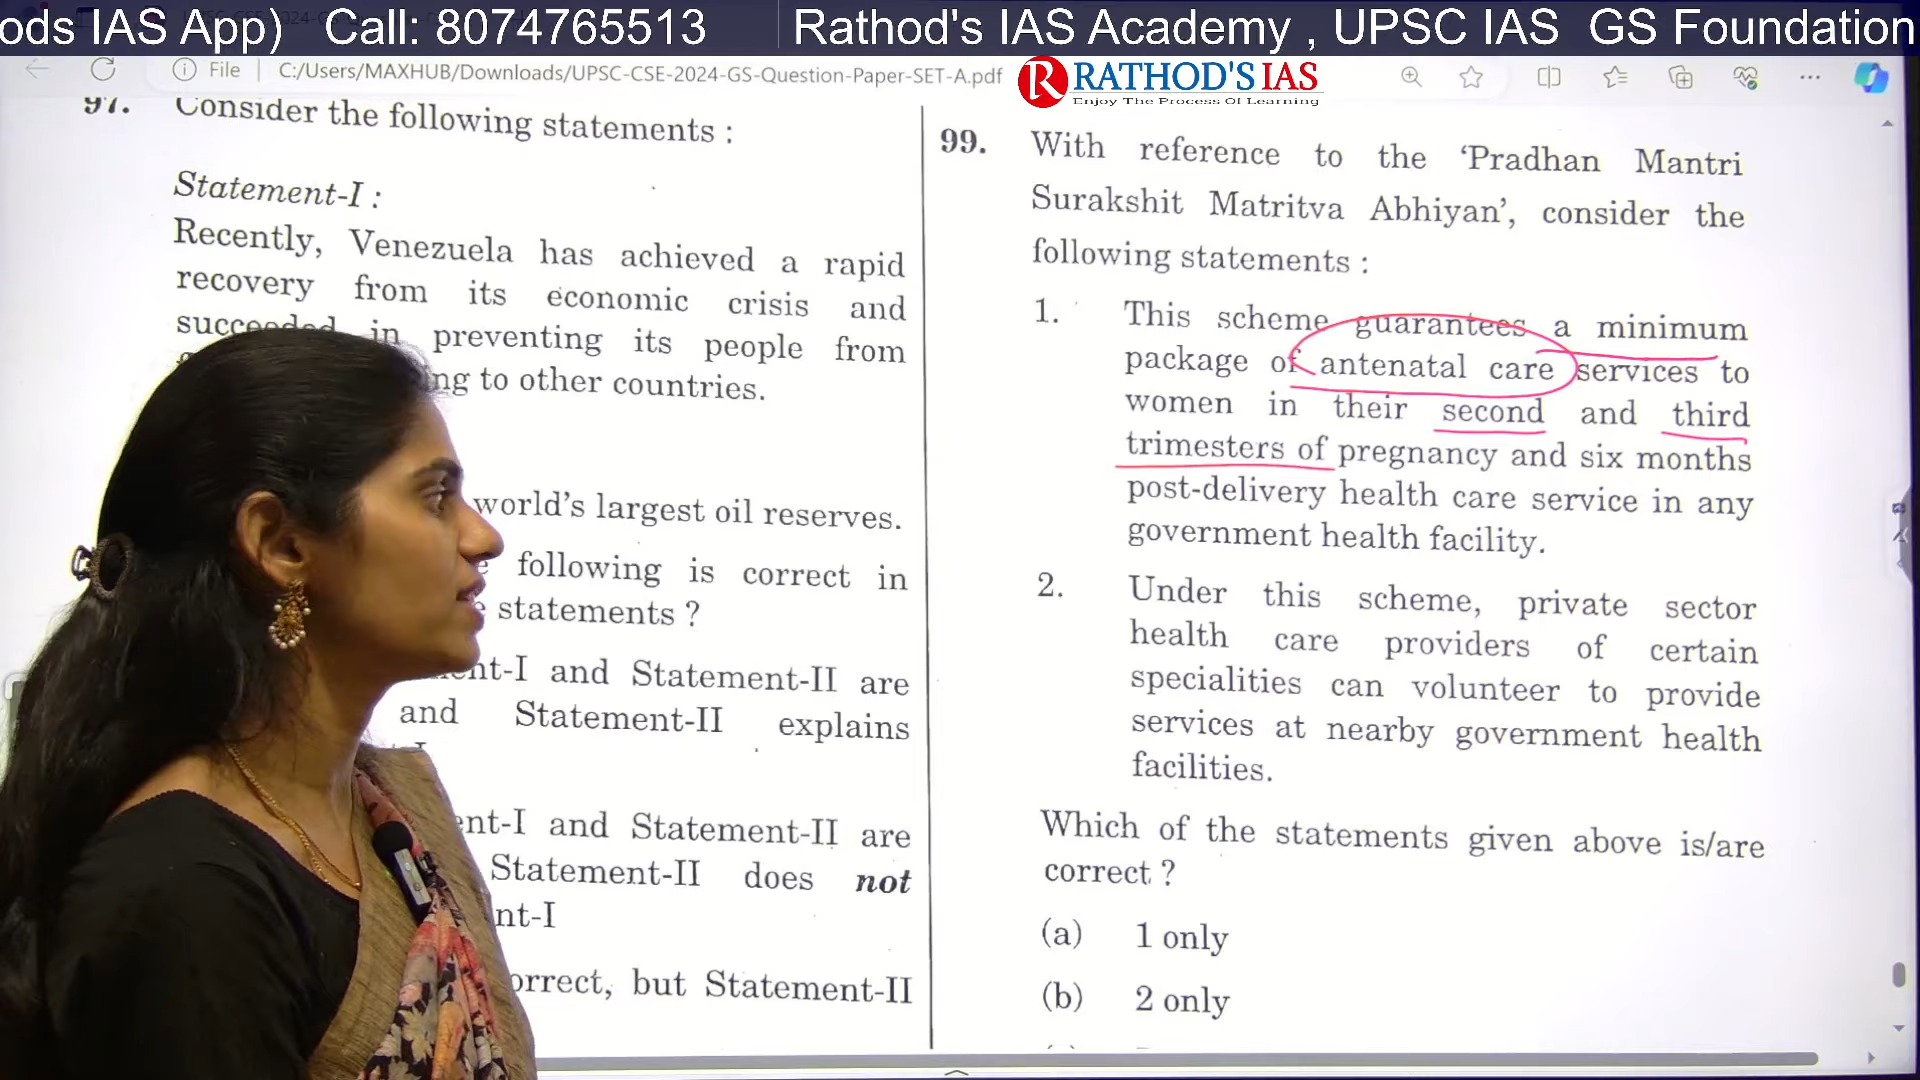 ods IAS App)   Call: 8074765513
Rathod's IAS Academy , UPSC IAS  GS Foundation
File
C:/Users/MAXHUB/Downloads/UPSC-CSE-2024-GS-Question-Paper-SET-A.pdf
RATHOD'S IAS
Enjoy The Process Of Learning
97. Consider the following statements :
Statement-I :
Recently, Venezuela has achieved a rapid
recovery from its economic crisis and
succeeded in preventing its people from
ng to other countries.
world's largest oil reserves.
following is correct in
statements ?
nt-I and Statement-II are
and Statement-II explains
ent-I and Statement-II are
Statement-II does not
nt-I
orrect, but Statement-II
99. With reference to the 'Pradhan Mantri
Surakshit Matritva Abhiyan', consider the
following statements :
1. This scheme guarantees a minimum
package of antenatal care services to
women in their second and third
trimesters of pregnancy and six months
post-delivery health care service in any
government health facility.
2. Under this scheme, private sector
health care providers of certain
specialities can volunteer to provide
services at nearby government health
facilities.
Which of the statements given above is/are
correct ?
(a) 1 only
(b) 2 only